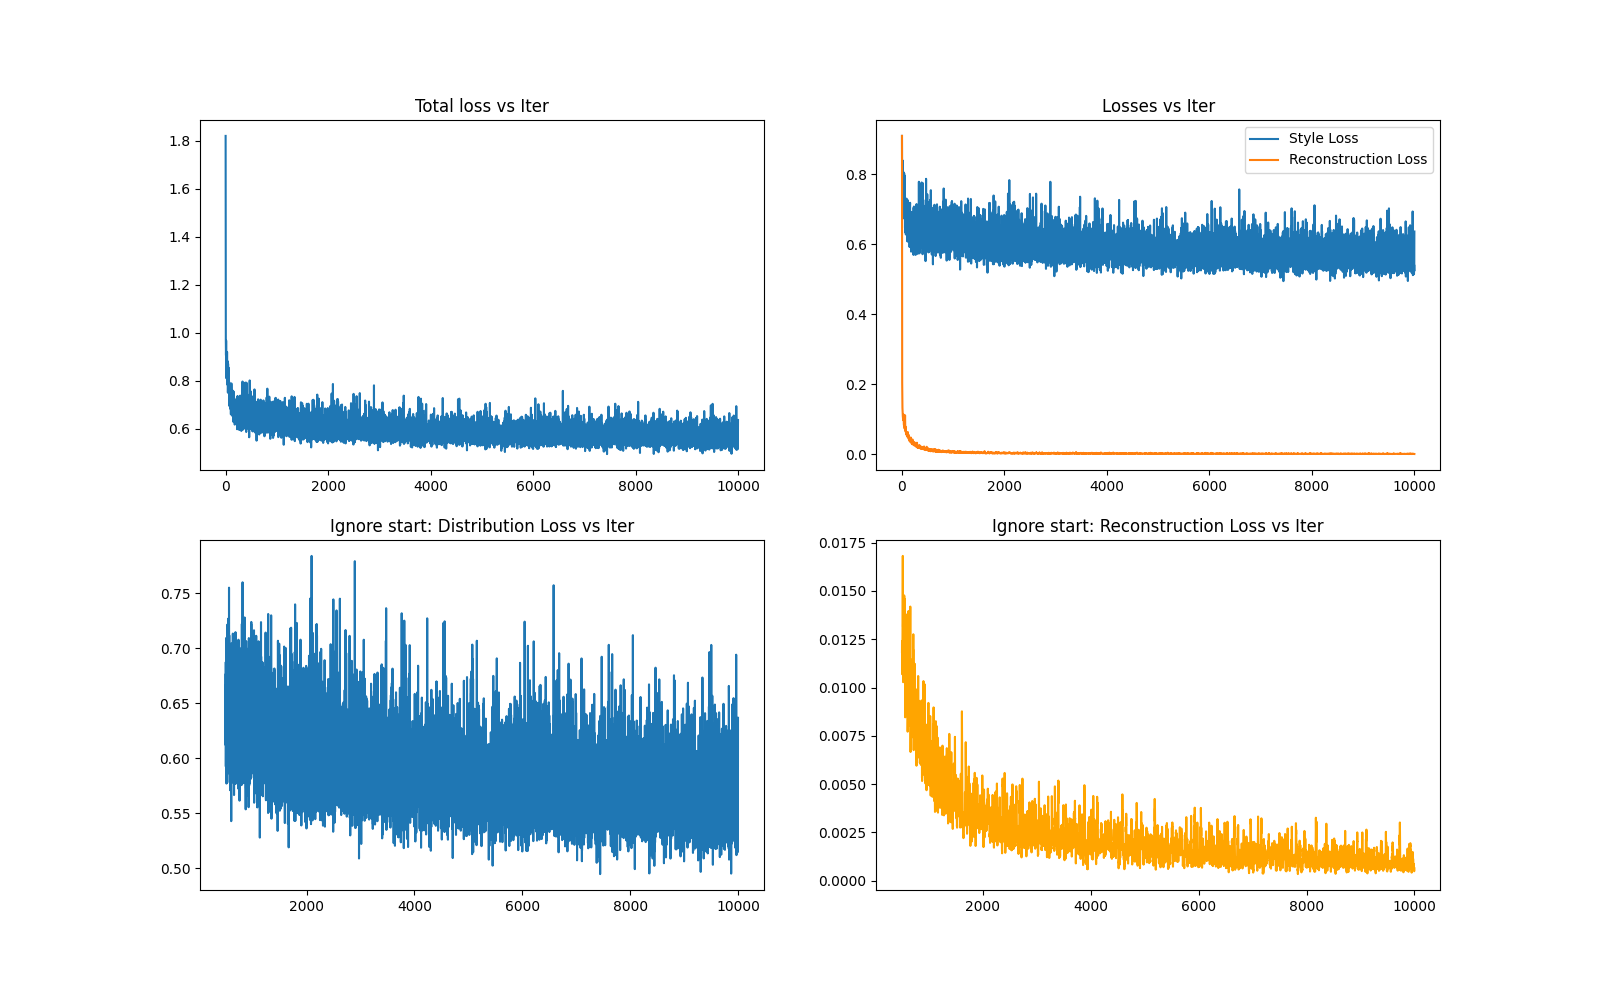 Total loss vs Iter
1.8
1.6
1.4
1.2
1.0
0.8
0.6
0 2000 4000 6000 8000 10000
Losses vs Iter
Style Loss
Reconstruction Loss
0.8
0.6
0.4
0.2
0.0
0 2000 4000 6000 8000 10000
Ignore start: Distribution Loss vs Iter
0.75
0.70
0.65
0.60
0.55
0.50
2000 4000 6000 8000 10000
Ignore start: Reconstruction Loss vs Iter
0.0175
0.0150
0.0125
0.0100
0.0075
0.0050
0.0025
0.0000
2000 4000 6000 8000 10000